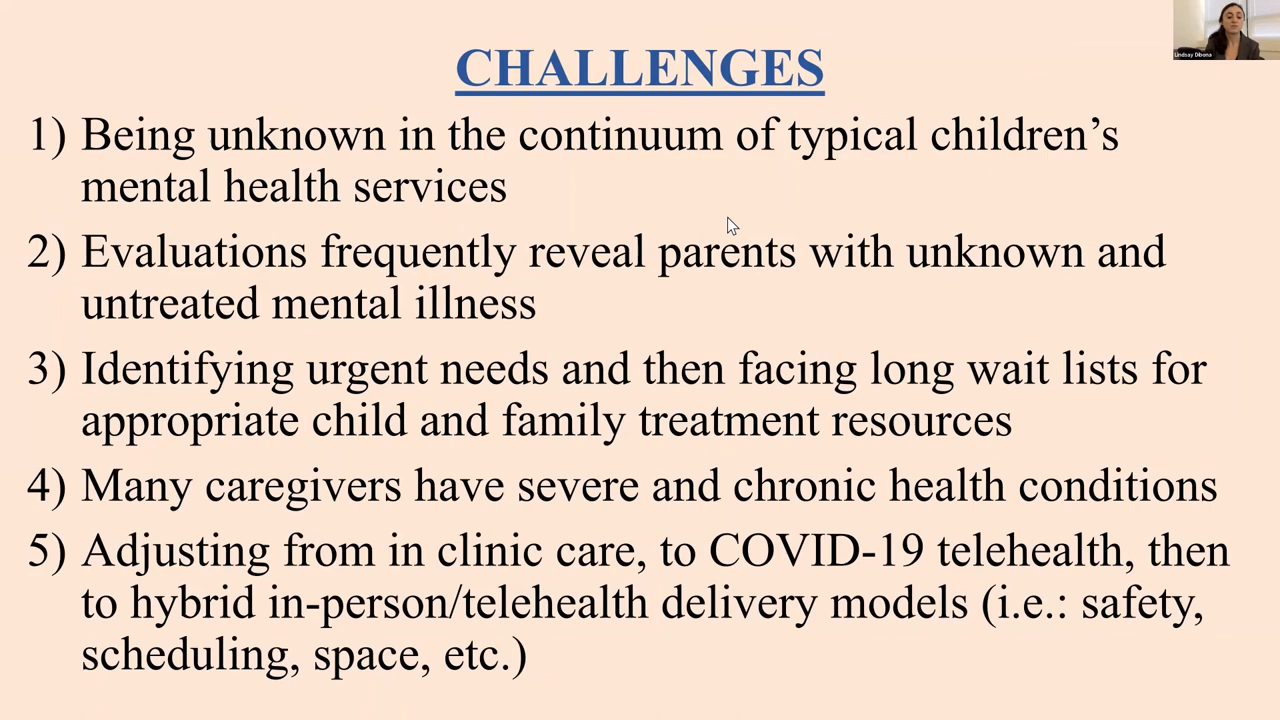 Lindsay Dibona
CHALLENGES
1) Being unknown in the continuum of typical children’s
mental health services
2) Evaluations frequently reveal parents with unknown and
untreated mental illness
3) Identifying urgent needs and then facing long wait lists for
appropriate child and family treatment resources
4) Many caregivers have severe and chronic health conditions
5) Adjusting from in clinic care, to COVID-19 telehealth, then
to hybrid in-person/telehealth delivery models (i.e.: safety,
scheduling, space, etc.)